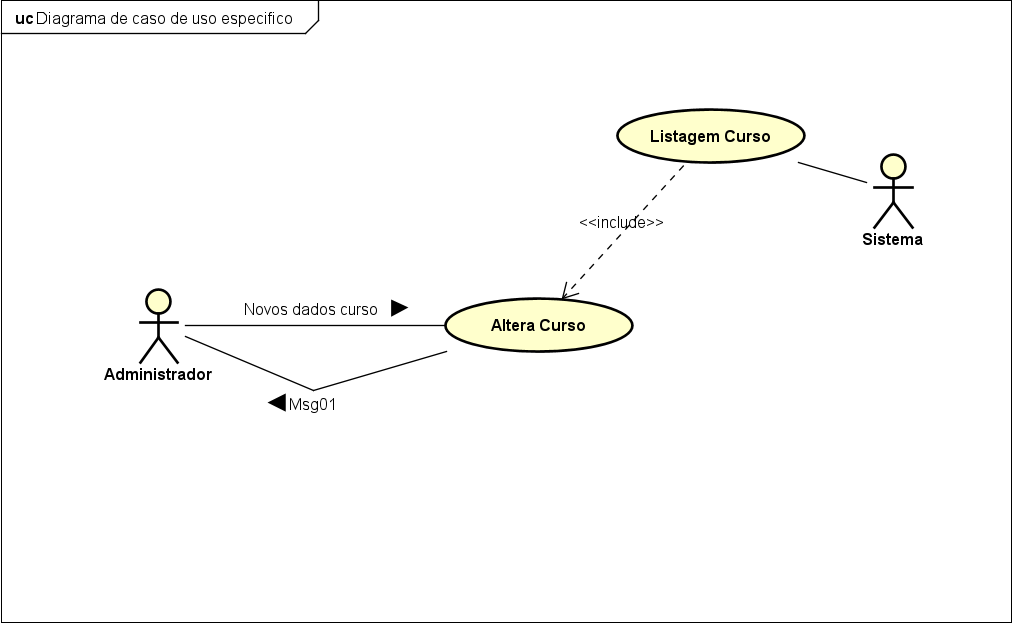 uc Diagrama de caso de uso especifico
Listagem Curso
Sistema
<<include>>
Novos dados curso
Altera Curso
Administrador
Msg01